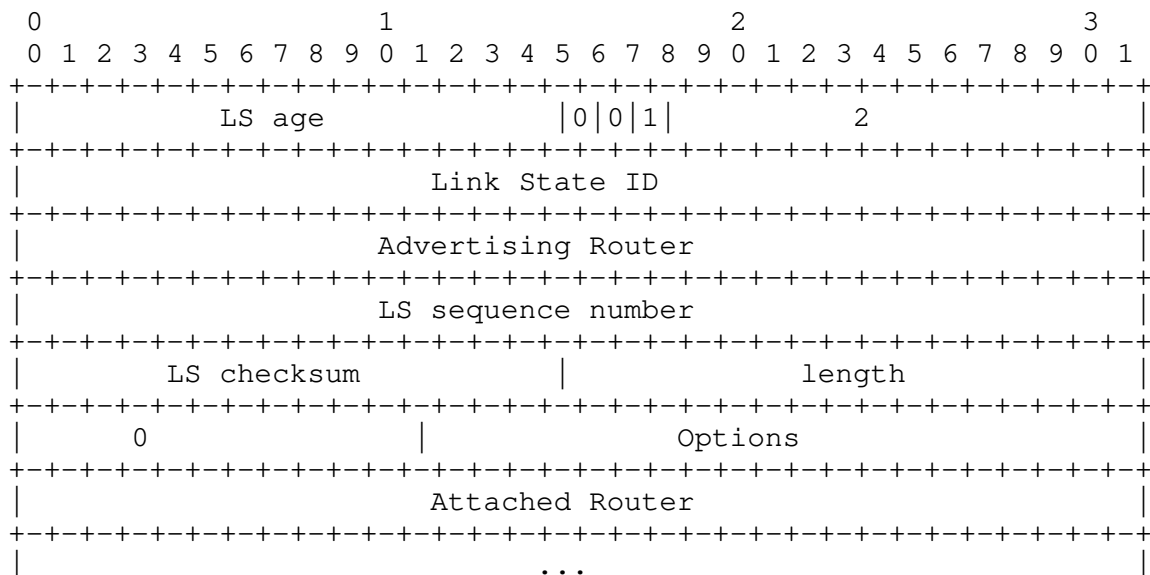 0                   1                   2                   3
0 1 2 3 4 5 6 7 8 9 0 1 2 3 4 5 6 7 8 9 0 1 2 3 4 5 6 7 8 9 0 1
+-+-+-+-+-+-+-+-+-+-+-+-+-+-+-+-+-+-+-+-+-+-+-+-+-+-+-+-+-+-+-+-+
|           LS age             |0|0|1|          2               |
+-+-+-+-+-+-+-+-+-+-+-+-+-+-+-+-+-+-+-+-+-+-+-+-+-+-+-+-+-+-+-+-+
|                       Link State ID                           |
+-+-+-+-+-+-+-+-+-+-+-+-+-+-+-+-+-+-+-+-+-+-+-+-+-+-+-+-+-+-+-+-+
|                    Advertising Router                         |
+-+-+-+-+-+-+-+-+-+-+-+-+-+-+-+-+-+-+-+-+-+-+-+-+-+-+-+-+-+-+-+-+
|                    LS sequence number                         |
+-+-+-+-+-+-+-+-+-+-+-+-+-+-+-+-+-+-+-+-+-+-+-+-+-+-+-+-+-+-+-+-+
|        LS checksum           |             length             |
+-+-+-+-+-+-+-+-+-+-+-+-+-+-+-+-+-+-+-+-+-+-+-+-+-+-+-+-+-+-+-+-+
|      0               |              Options                   |
+-+-+-+-+-+-+-+-+-+-+-+-+-+-+-+-+-+-+-+-+-+-+-+-+-+-+-+-+-+-+-+-+
|                       Attached Router                         |
+-+-+-+-+-+-+-+-+-+-+-+-+-+-+-+-+-+-+-+-+-+-+-+-+-+-+-+-+-+-+-+-+
|                             ...                               |